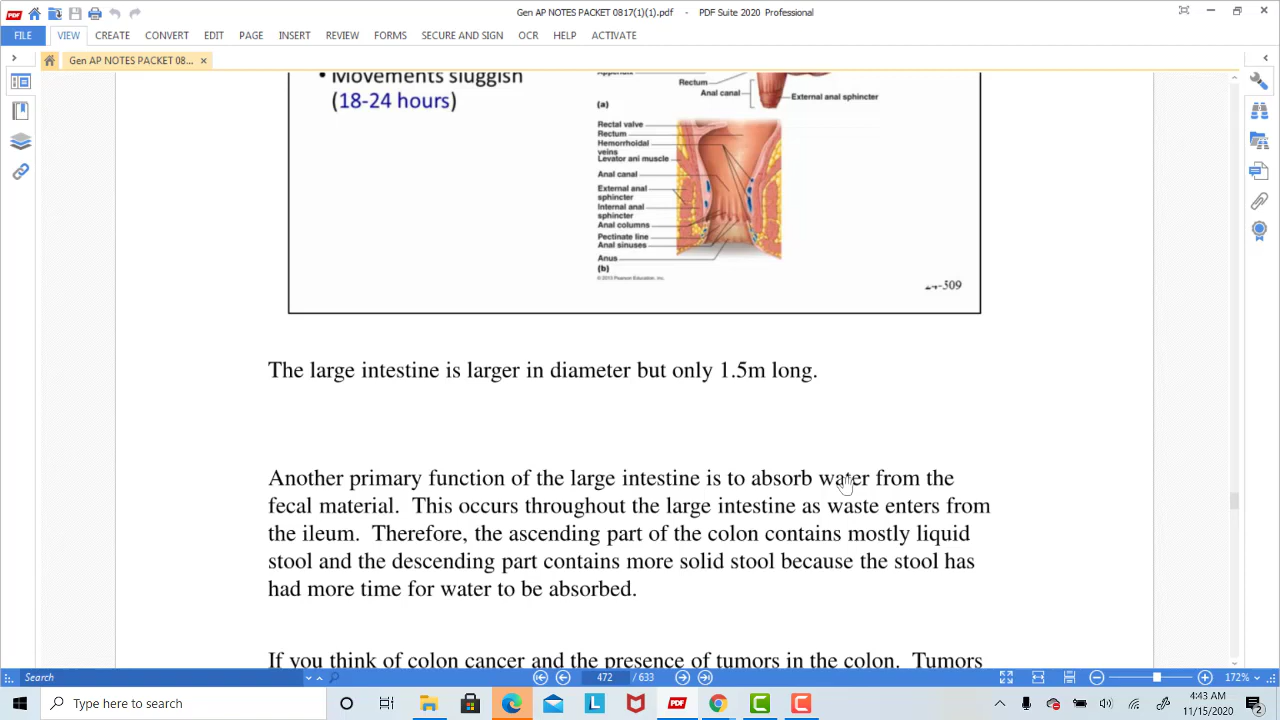 PDF
Gen AP NOTES PACKET 0817(1)(1).pdf - PDF Suite 2020 Professional
FILE VIEW CREATE CONVERT EDIT PAGE INSERT REVIEW FORMS SECURE AND SIGN OCR HELP ACTIVATE
Gen AP NOTES PACKET 08... ×
• Movements sluggish
(18-24 hours)
Appendix
Rectum
Anal canal
External anal sphincter
(a)
Rectal valve
Rectum
Hemorrhoidal
veins
Levator ani muscle
Anal canal
External anal
sphincter
Internal anal
sphincter
Anal columns
Pectinate line
Anal sinuses
Anus
(b)
24-509
The large intestine is larger in diameter but only 1.5m long.
Another primary function of the large intestine is to absorb water from the
fecal material. This occurs throughout the large intestine as waste enters from
the ileum. Therefore, the ascending part of the colon contains mostly liquid
stool and the descending part contains more solid stool because the stool has
had more time for water to be absorbed.
If you think of colon cancer and the presence of tumors in the colon. Tumors
Search
472 / 633
172%
Type here to search
PDF
4:43 AM
1/5/2020
2